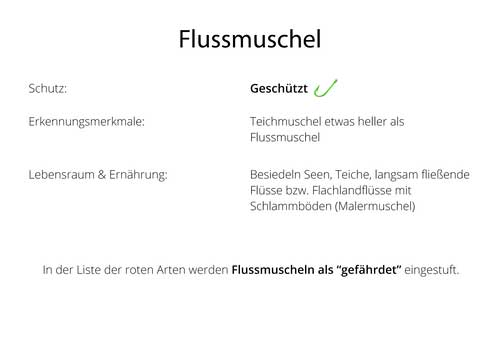 Flussmuschel
Schutz: Geschützt
Erkennungsmerkmale: Teichmuschel etwas heller als
Flussmuschel
Lebensraum & Ernährung: Besiedeln Seen, Teiche, langsam fließende
Flüsse bzw. Flachlandflüsse mit
Schlammböden (Malermuschel)
In der Liste der roten Arten werden Flussmuscheln als “gefährdet” eingestuft.